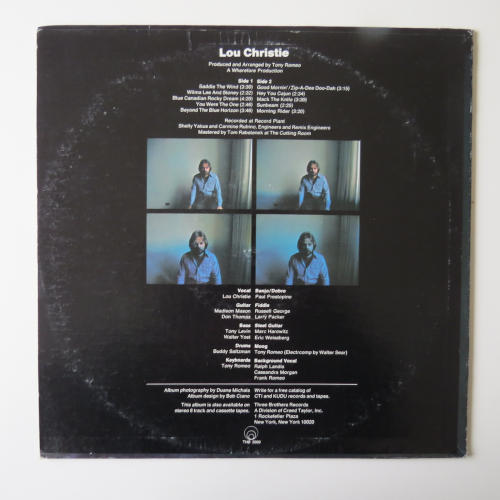 Lou Christie
Produced and Arranged by Tony Romeo
A Wherefore Production
Side 1
Saddle The Wind (3:30)
Wilma Lee And Stoney (2:22)
Blue Canadian Rocky Dream (4:20)
You Were The One (2:46)
Beyond The Blue Horizon (3:46)
Side 2
Good Mornin'/Zip-A-Dee Doo-Dah (3:15)
Hey You Cajun (2:34)
Mack The Knife (3:30)
Sunbeam (2:29)
Morning Rider (3:20)
Recorded at Record Plant
Shelly Yakus and Carmine Rubino, Engineers and Remix Engineers
Mastered by Tom Rabstenek at The Cutting Room
Vocal
Lou Christie
Guitar
Madison Mason
Don Thomas
Bass
Tony Levin
Walter Yost
Drums
Buddy Saltzman
Keyboards
Tony Romeo
Banjo/Dobro
Paul Prestopino
Fiddle
Russell George
Larry Packer
Steel Guitar
Marc Horowitz
Eric Weissberg
Moog
Tony Romeo (Electrcomp by Walter Sear)
Background Vocal
Ralph Landis
Cassandra Morgan
Frank Romeo
Album photography by Duane Michals
Album design by Bob Ciano
This album is also available on
stereo 8 track and cassette tapes.
Write for a free catalog of
CTI and KUDU records and tapes.
Three Brothers Records
A Division of Creed Taylor, Inc.
1 Rockefeller Plaza
New York, New York 10020